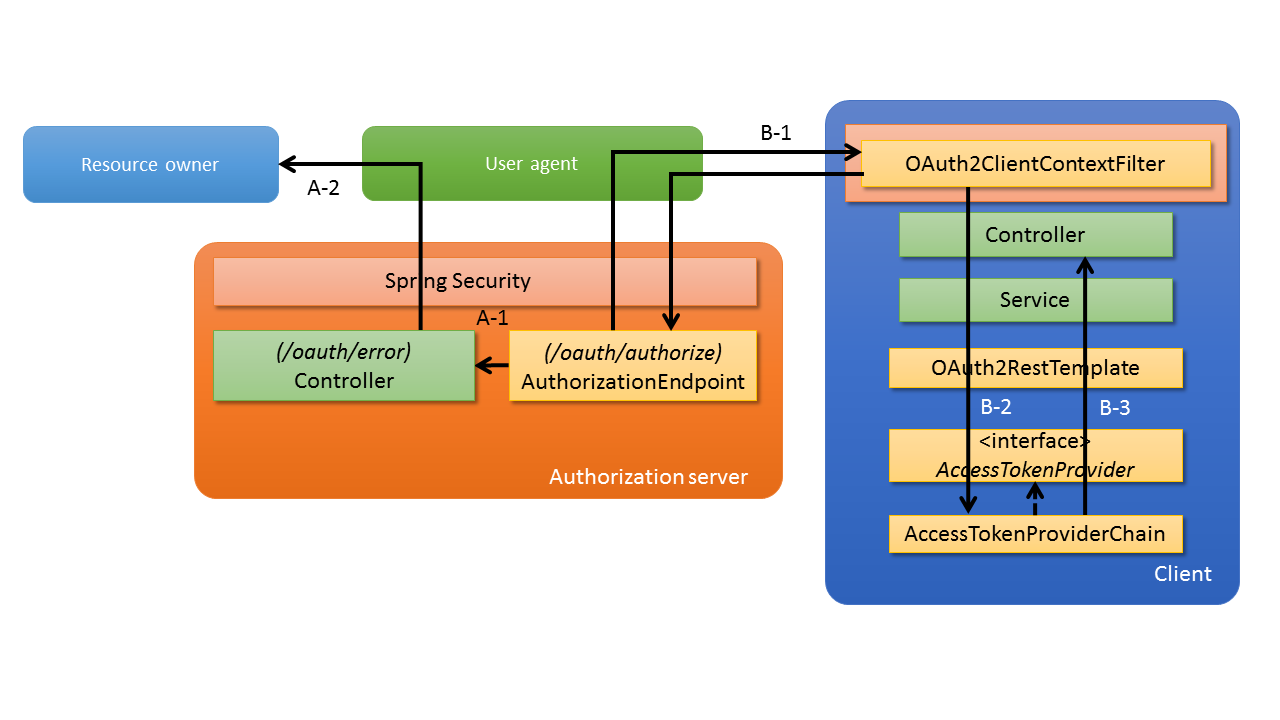 Resource owner
User agent
A-2
B-1
OAuth2ClientContextFilter
Controller
Service
OAuth2RestTemplate
B-2
B-3
<interface>
AccessTokenProvider
AccessTokenProviderChain
Client
Spring Security
A-1
(/oauth/error)
Controller
(/oauth/authorize)
AuthorizationEndpoint
Authorization server